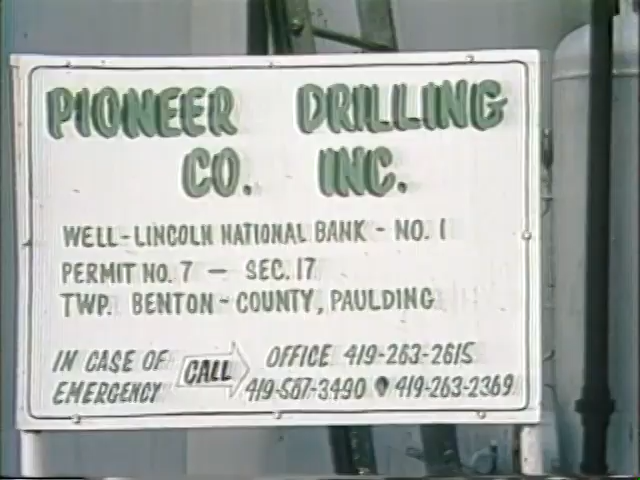 PIONEER DRILLING
CO. INC.
WELL-LINCOLN NATIONAL BANK - NO. 1
PERMIT NO. 7 - SEC. 17
TWP. BENTON - COUNTY, PAULDING
IN CASE OF EMERGENCY CALL
OFFICE 419-263-2615
419-587-3490 419-263-2369